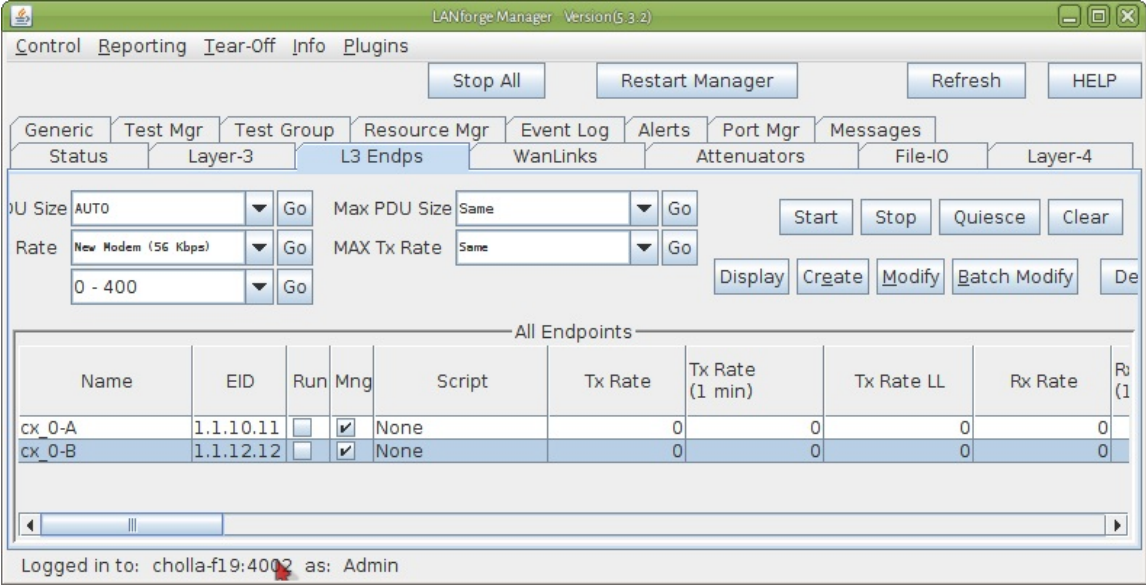 LANforge Manager Version(5.3.2)
Control Reporting Tear-Off Info Plugins
Stop All Restart Manager Refresh HELP
Generic Test Mgr Test Group Resource Mgr Event Log Alerts Port Mgr Messages
Status Layer-3 L3 Endps WanLinks Attenuators File-IO Layer-4
DU Size AUTO Go Max PDU Size Same Go Start Stop Quiesce Clear
Rate New Modem (56 Kbps) Go MAX Tx Rate Same Go
0 - 400 Go Display Create Modify Batch Modify De
All Endpoints
Name EID Run Mng Script Tx Rate Tx Rate (1 min) Tx Rate LL Rx Rate
cx_0-A 1.1.10.11 None 0 0 0 0
cx_0-B 1.1.12.12 None 0 0 0 0
Logged in to: cholla-f19:4002 as: Admin